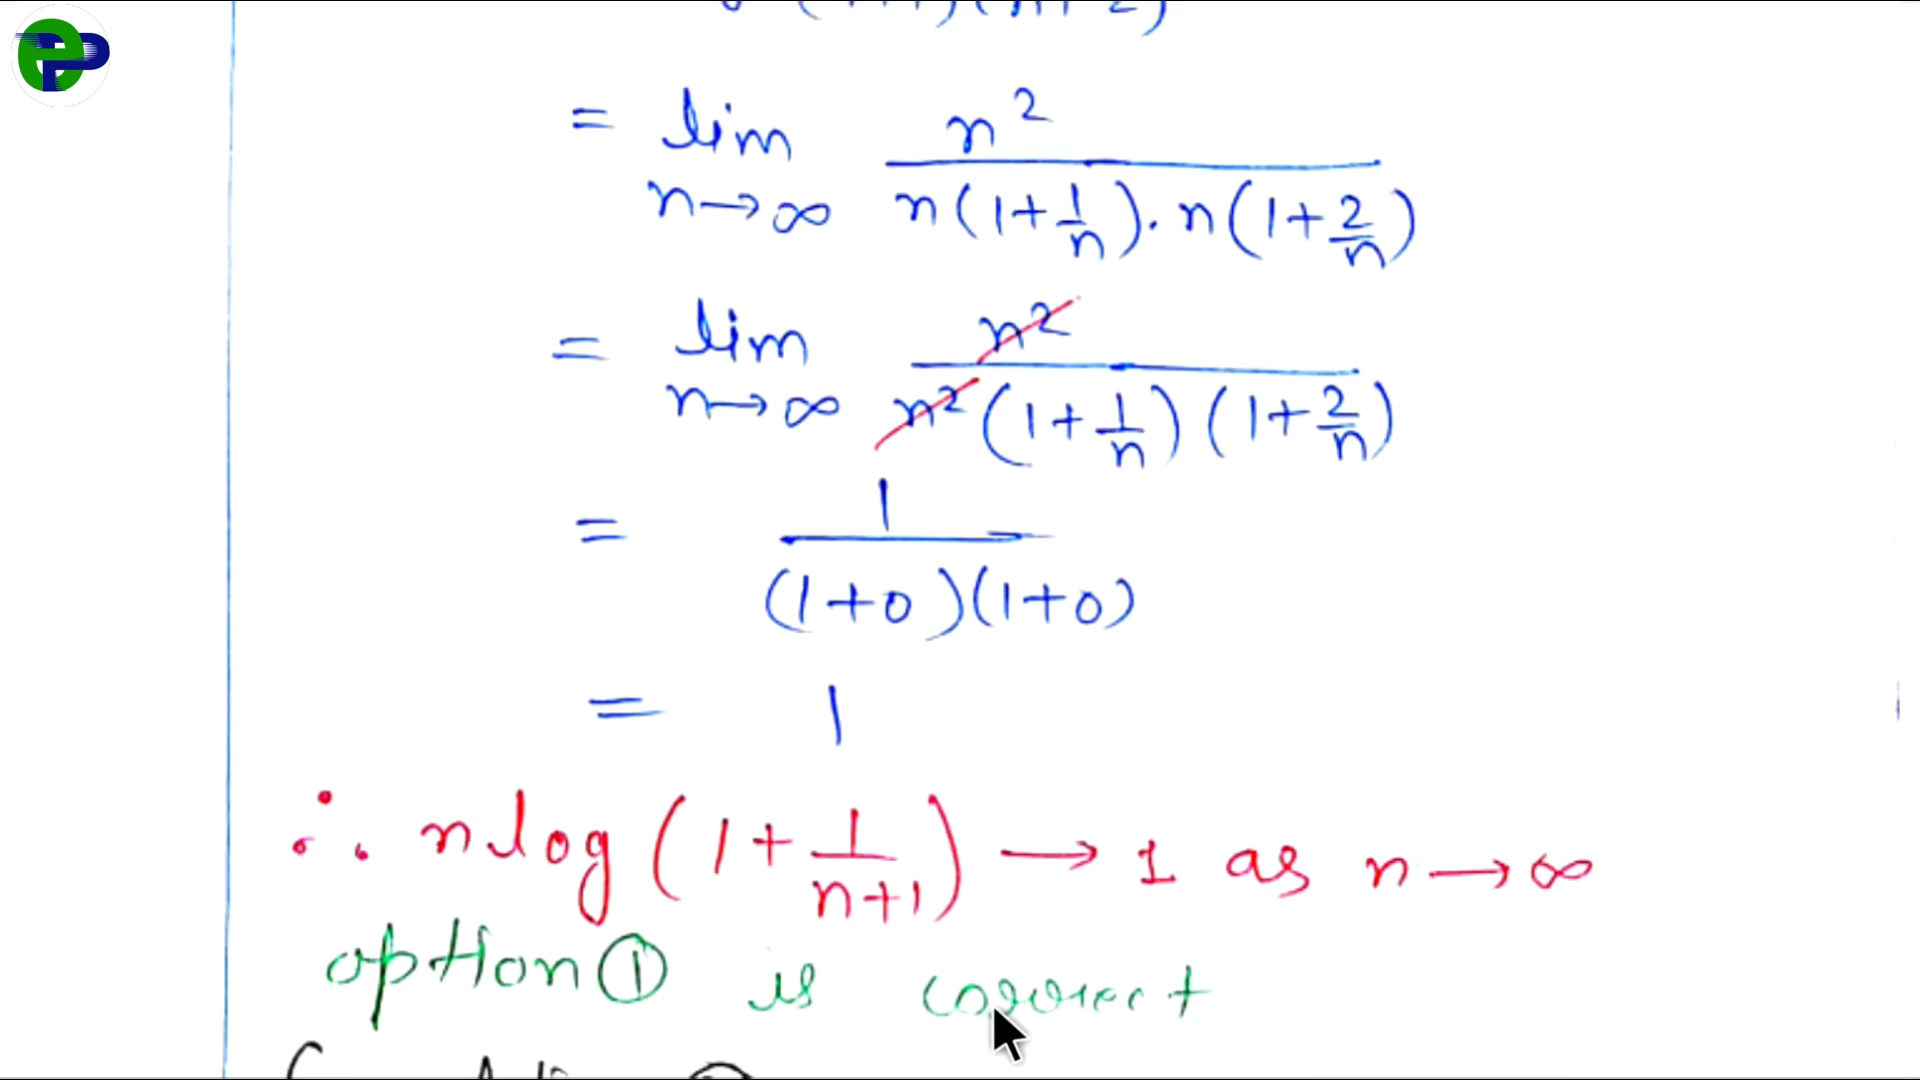 = lim n→∞ n² / n(1+1/n).n(1+2/n)
= lim n→∞ n² / n²(1+1/n)(1+2/n)
= 1 / (1+0)(1+0)
= 1
∴ n log(1+1/n+1) → 1 as n→∞
option ① is correct